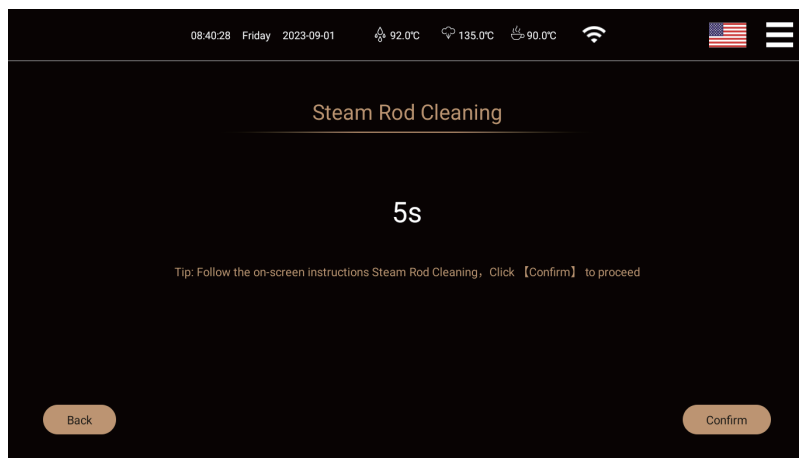 08:40:28 Friday 2023-09-01 92.0℃ 135.0℃ 90.0℃
Steam Rod Cleaning
5s
Tip: Follow the on-screen instructions Steam Rod Cleaning，Click 【Confirm】 to proceed
Back Confirm